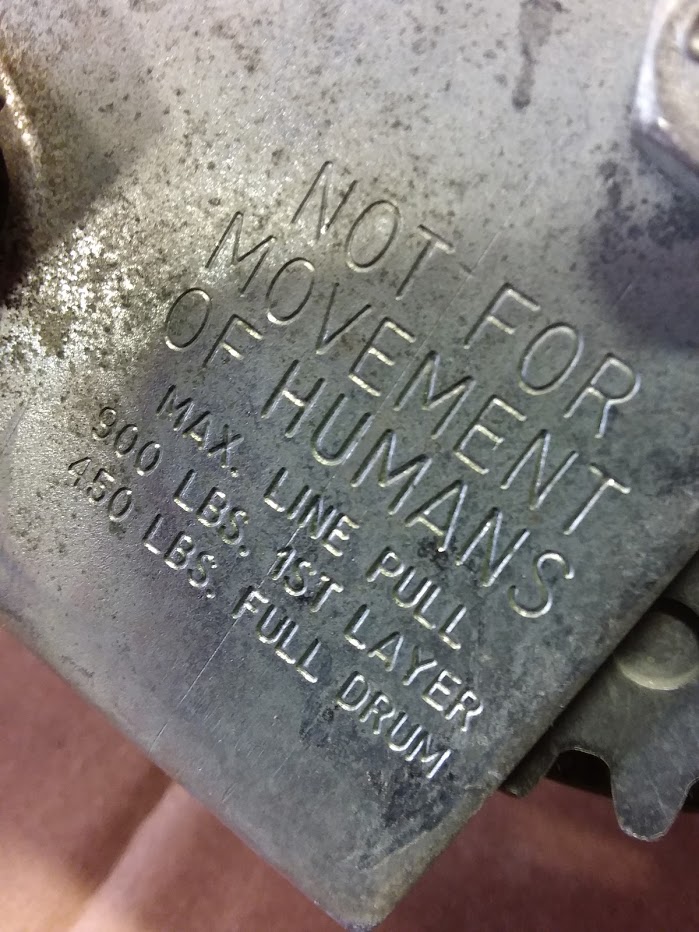 NOT FOR
MOVEMENT
OF HUMANS
MAX. LINE PULL
900 LBS. 1ST LAYER
450 LBS. FULL DRUM